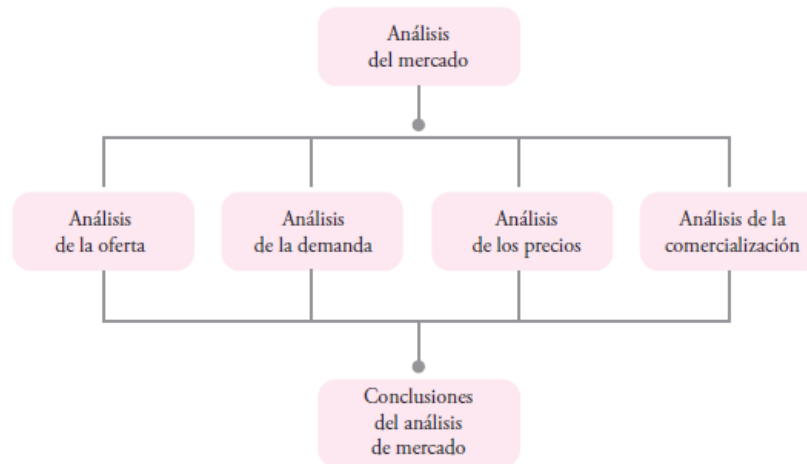 Análisis
del mercado
Análisis
de la oferta
Análisis
de la demanda
Análisis
de los precios
Análisis de la
comercialización
Conclusiones
del análisis
de mercado